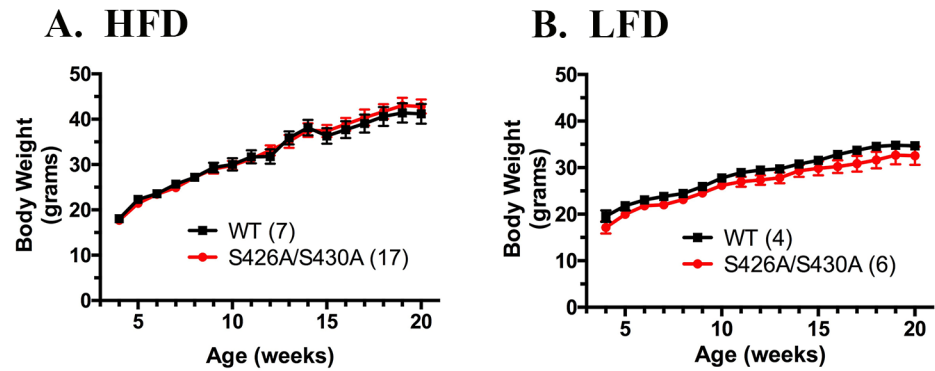 A. HFD
50
40
30
20
10
0
Body Weight
(grams)
WT (7)
S426A/S430A (17)
5
10
15
20
Age (weeks)
B. LFD
50
40
30
20
10
0
Body Weight
(grams)
WT (4)
S426A/S430A (6)
5
10
15
20
Age (weeks)